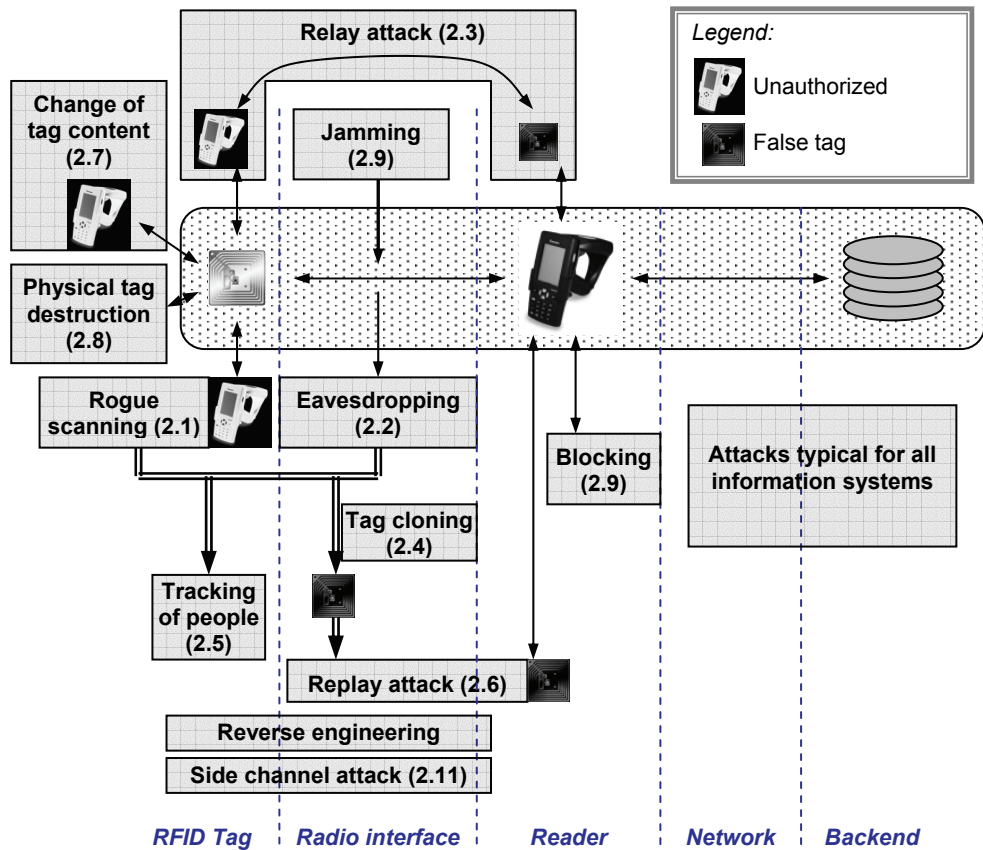 Relay attack (2.3)
Legend:
Unauthorized
False tag
Change of
tag content
(2.7)
Jamming
(2.9)
Physical tag
destruction
(2.8)
Rogue
scanning (2.1)
Eavesdropping
(2.2)
Blocking
(2.9)
Attacks typical for all
information systems
Tag cloning
(2.4)
Tracking
of people
(2.5)
Replay attack (2.6)
Reverse engineering
Side channel attack (2.11)
RFID Tag
Radio interface
Reader
Network
Backend